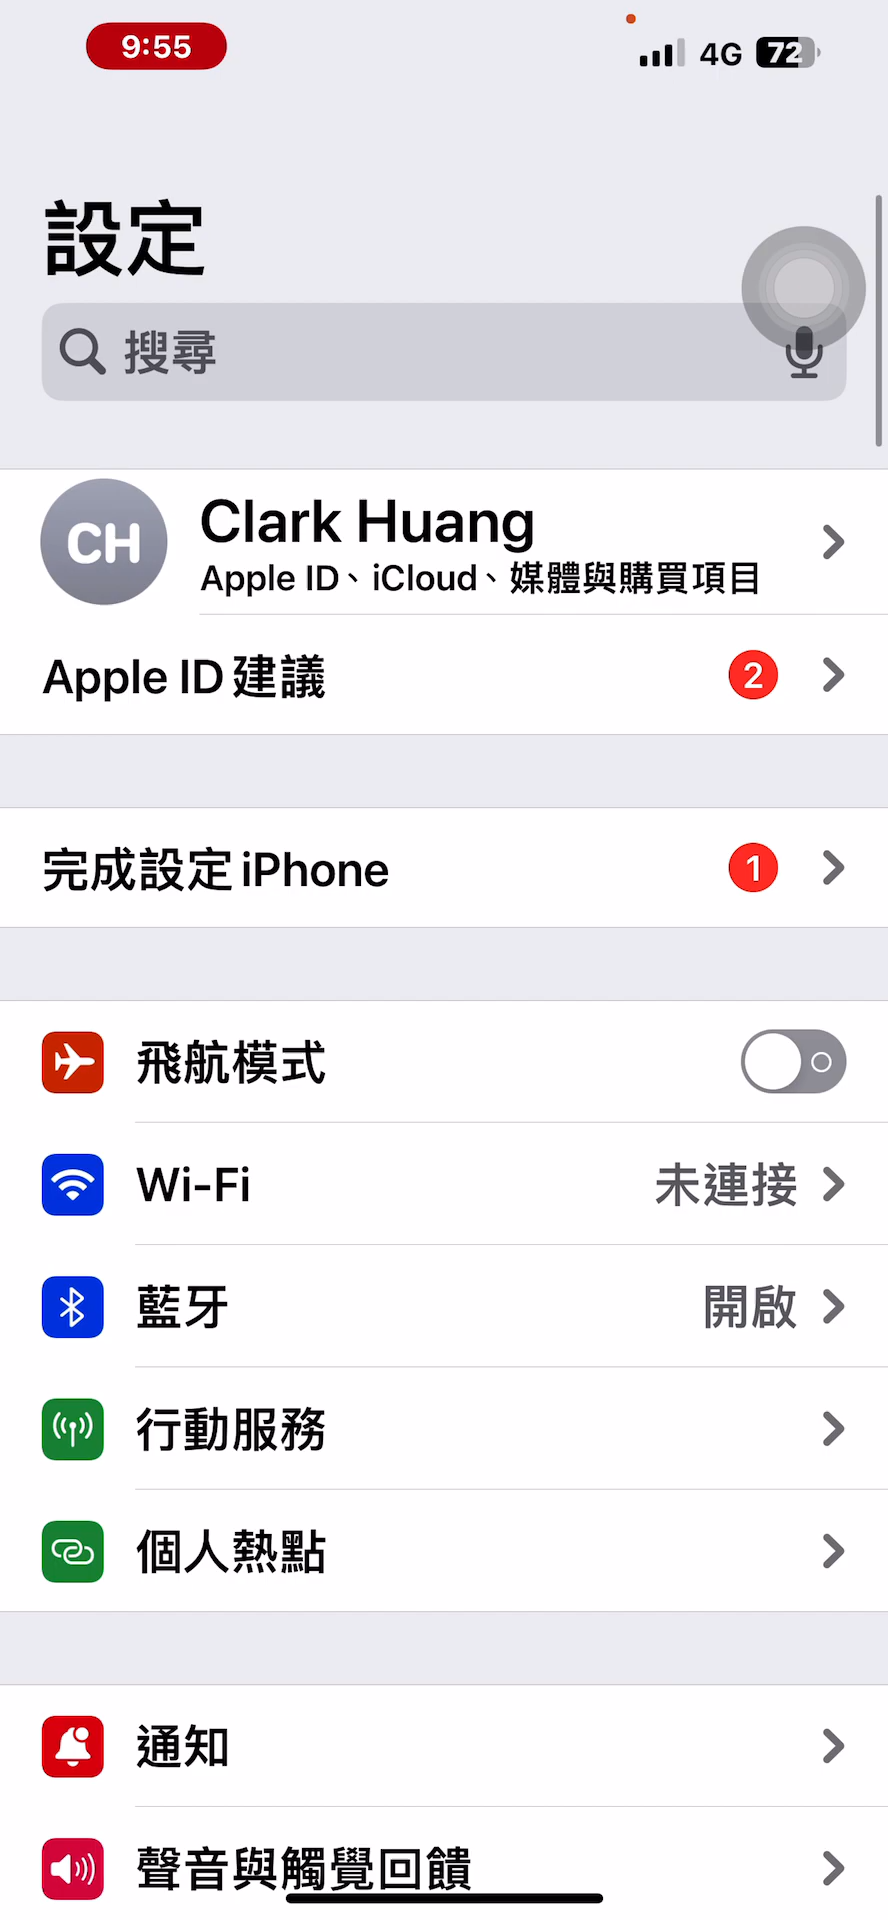 9:55
4G 72
設定
搜尋
CH
Clark Huang
Apple ID、iCloud、媒體與購買項目
Apple ID 建議 2
完成設定 iPhone 1
飛航模式
Wi-Fi 未連接
藍牙 開啟
行動服務
個人熱點
通知
聲音與觸覺回饋